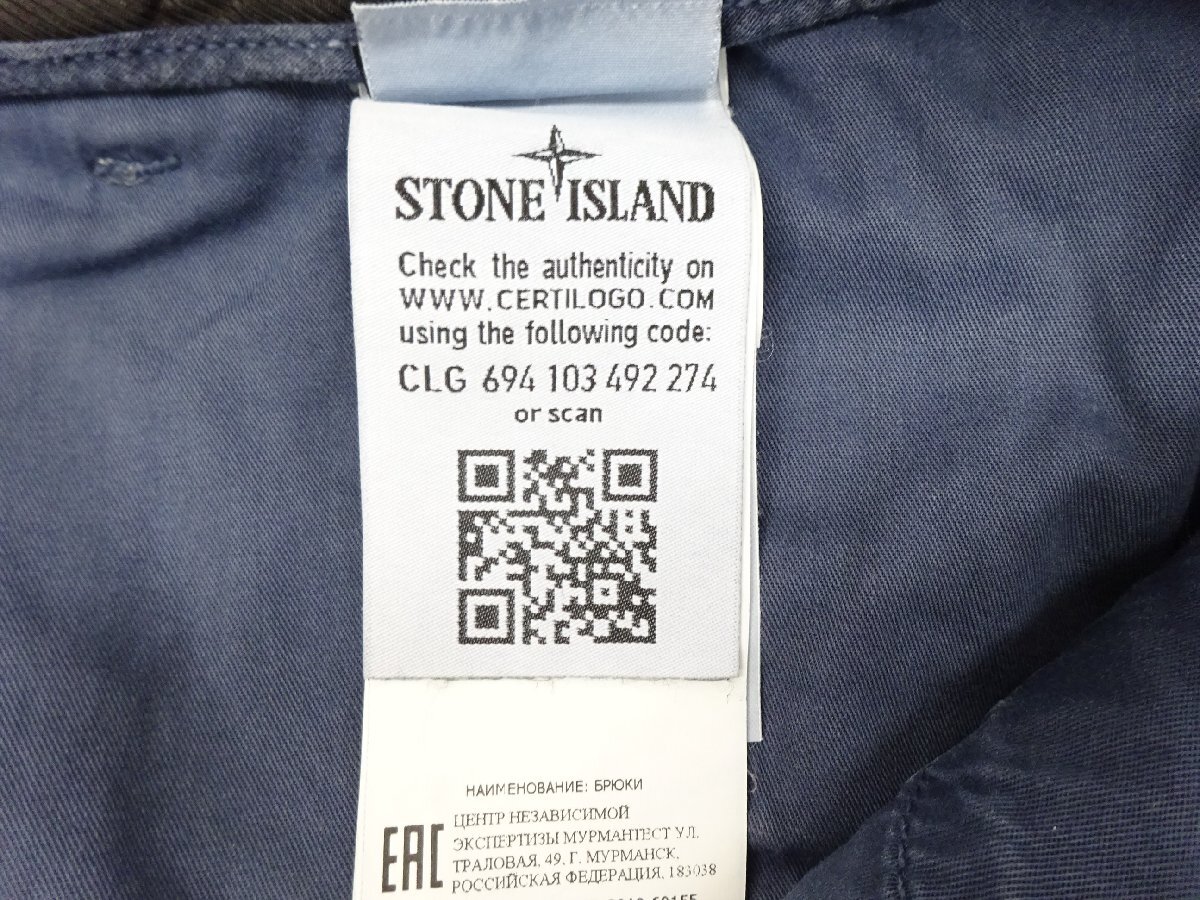 STONE ISLAND
Check the authenticity on
WWW.CERTILOGO.COM
using the following code:
CLG 694 103 492 274
or scan
НАИМЕНОВАНИЕ: БРЮКИ
EAC
ЦЕНТР НЕЗАВИСИМОЙ
ЭКСПЕРТИЗЫ МУРМАНТЕСТ УЛ.
ТРАЛОВАЯ, 49, Г. МУРМАНСК,
РОССИЙСКАЯ ФЕДЕРАЦИЯ, 183038